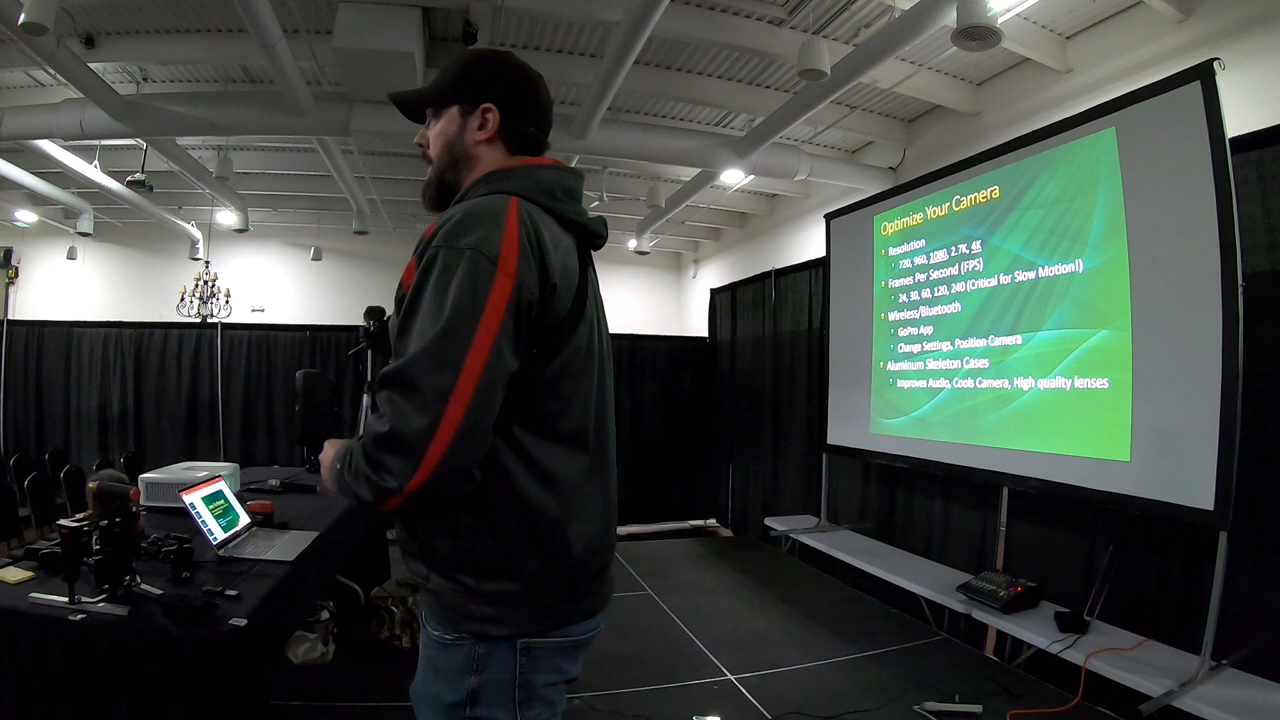 Optimize Your Camera
Resolution
720, 960, 1080, 2.7K, 4K
Frames Per Second (FPS)
24, 30, 60, 120, 240 (Critical for Slow Motion!)
Wireless/Bluetooth
GoPro App
Change Settings, Position Camera
Aluminum Skeleton Cases
Improves Audio, Cools Camera, High quality lenses